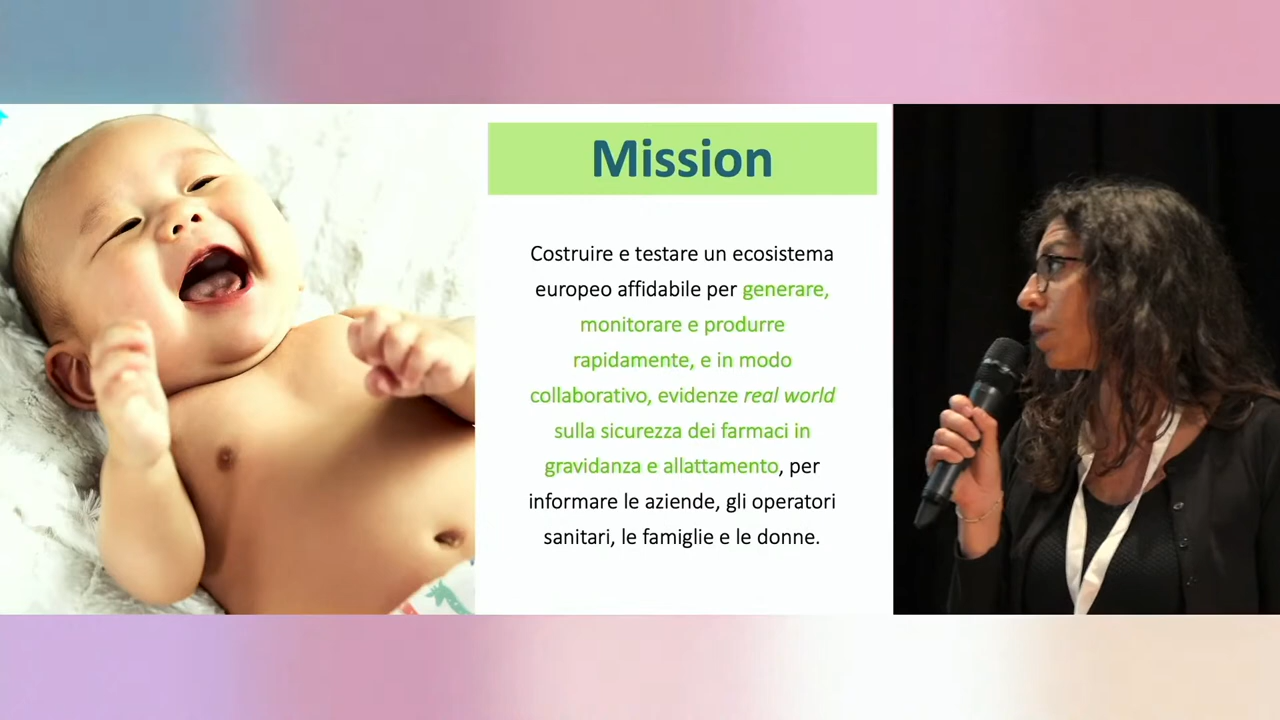 Mission
Costruire e testare un ecosistema
europeo affidabile per generare,
monitorare e produrre
rapidamente, e in modo
collaborativo, evidenze real world
sulla sicurezza dei farmaci in
gravidanza e allattamento, per
informare le aziende, gli operatori
sanitari, le famiglie e le donne.